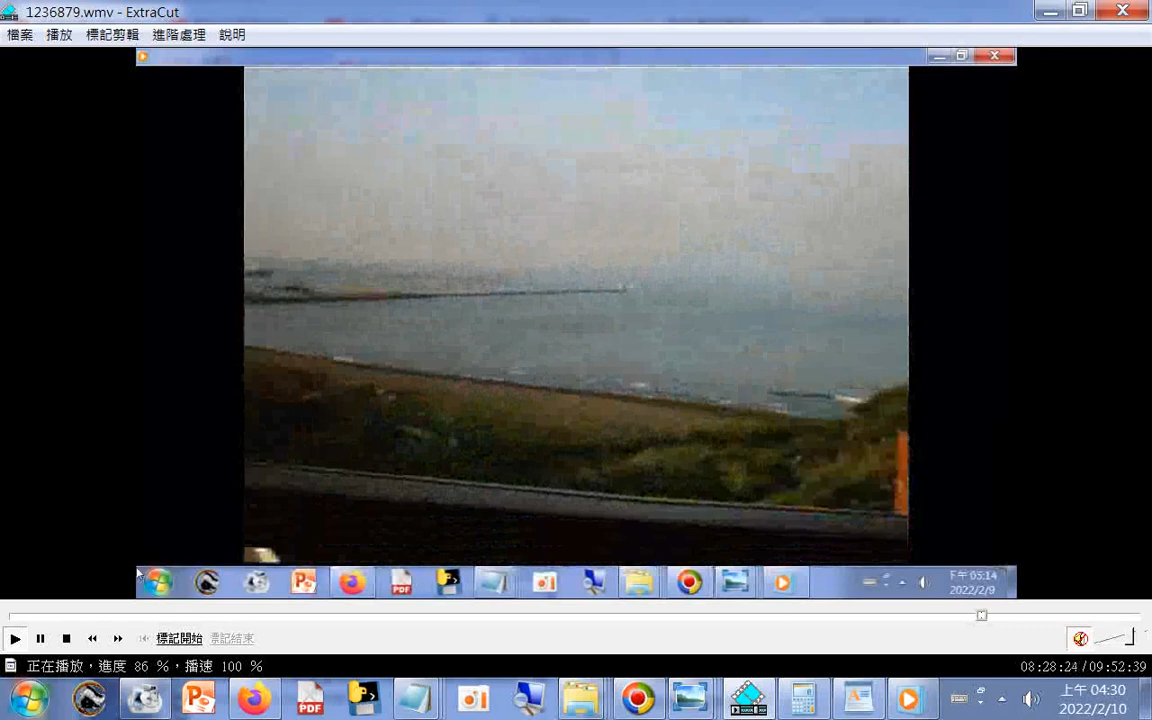 1236879.wmv - ExtraCut
檔案 播放 標記剪輯 進階處理 說明
PDF
下午 05:14
2022/2/9
標記開始 標記結束
正在播放，進度 86 %，播速 100 %
08:28:24 / 09:52:39
PDF
上午 04:30
2022/2/10